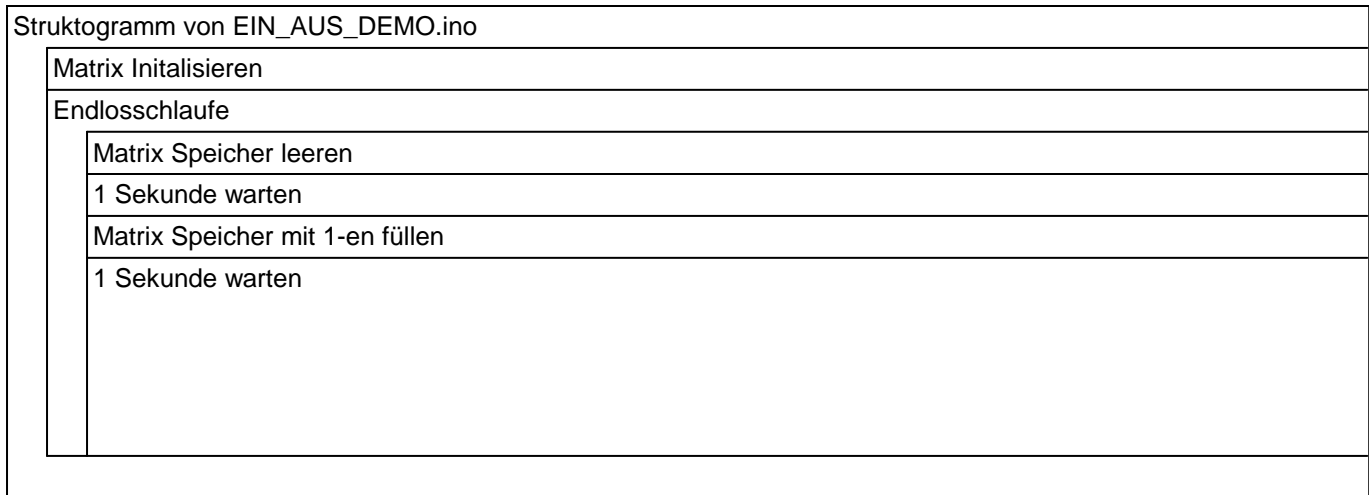 Struktogramm von EIN_AUS_DEMO.ino
Matrix Initalisieren
Endlosschlaufe
Matrix Speicher leeren
1 Sekunde warten
Matrix Speicher mit 1-en füllen
1 Sekunde warten